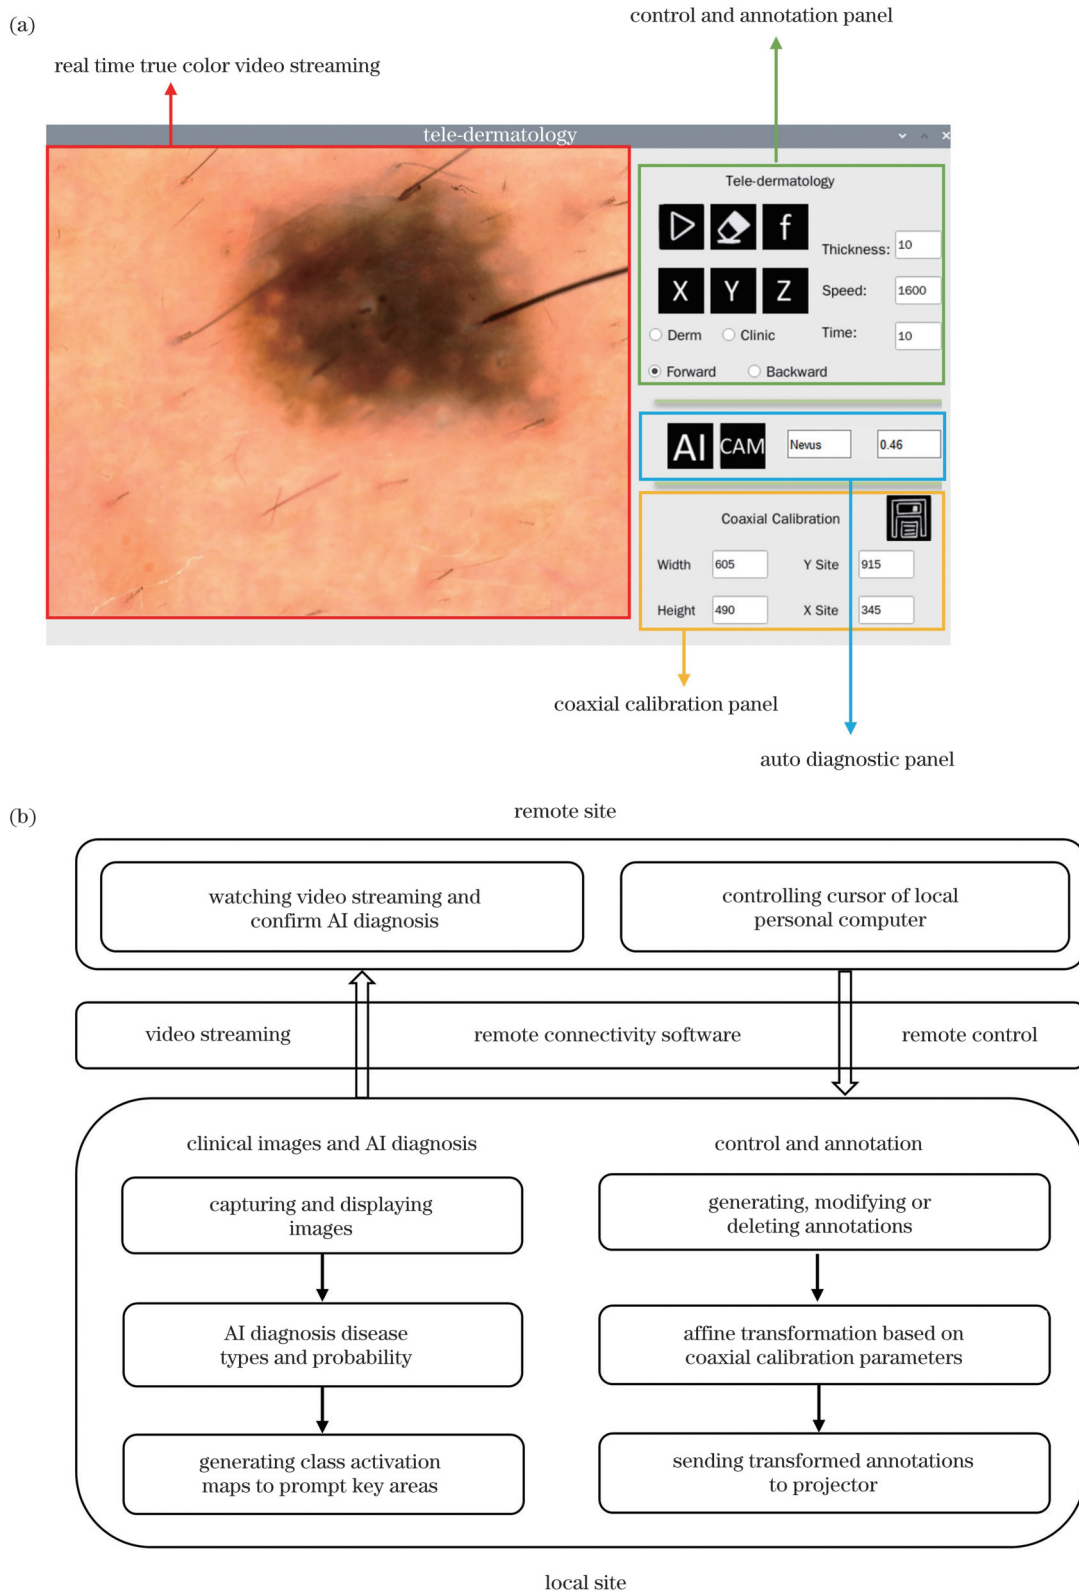 (a)
control and annotation panel
real time true color video streaming
tele-dermatology
Tele-dermatology
f
Thickness: 10
X Y Z
Speed: 1600
Derm Clinic
Time: 10
Forward Backward
AI CAM Nevus 0.46
Coaxial Calibration
Width 605 Y Site 915
Height 490 X Site 345
coaxial calibration panel
auto diagnostic panel
(b)
remote site
watching video streaming and
confirm AI diagnosis
controlling cursor of local
personal computer
video streaming
remote connectivity software
remote control
clinical images and AI diagnosis
capturing and displaying
images
AI diagnosis disease
types and probability
generating class activation
maps to prompt key areas
control and annotation
generating, modifying or
deleting annotations
affine transformation based on
coaxial calibration parameters
sending transformed annotations
to projector
local site